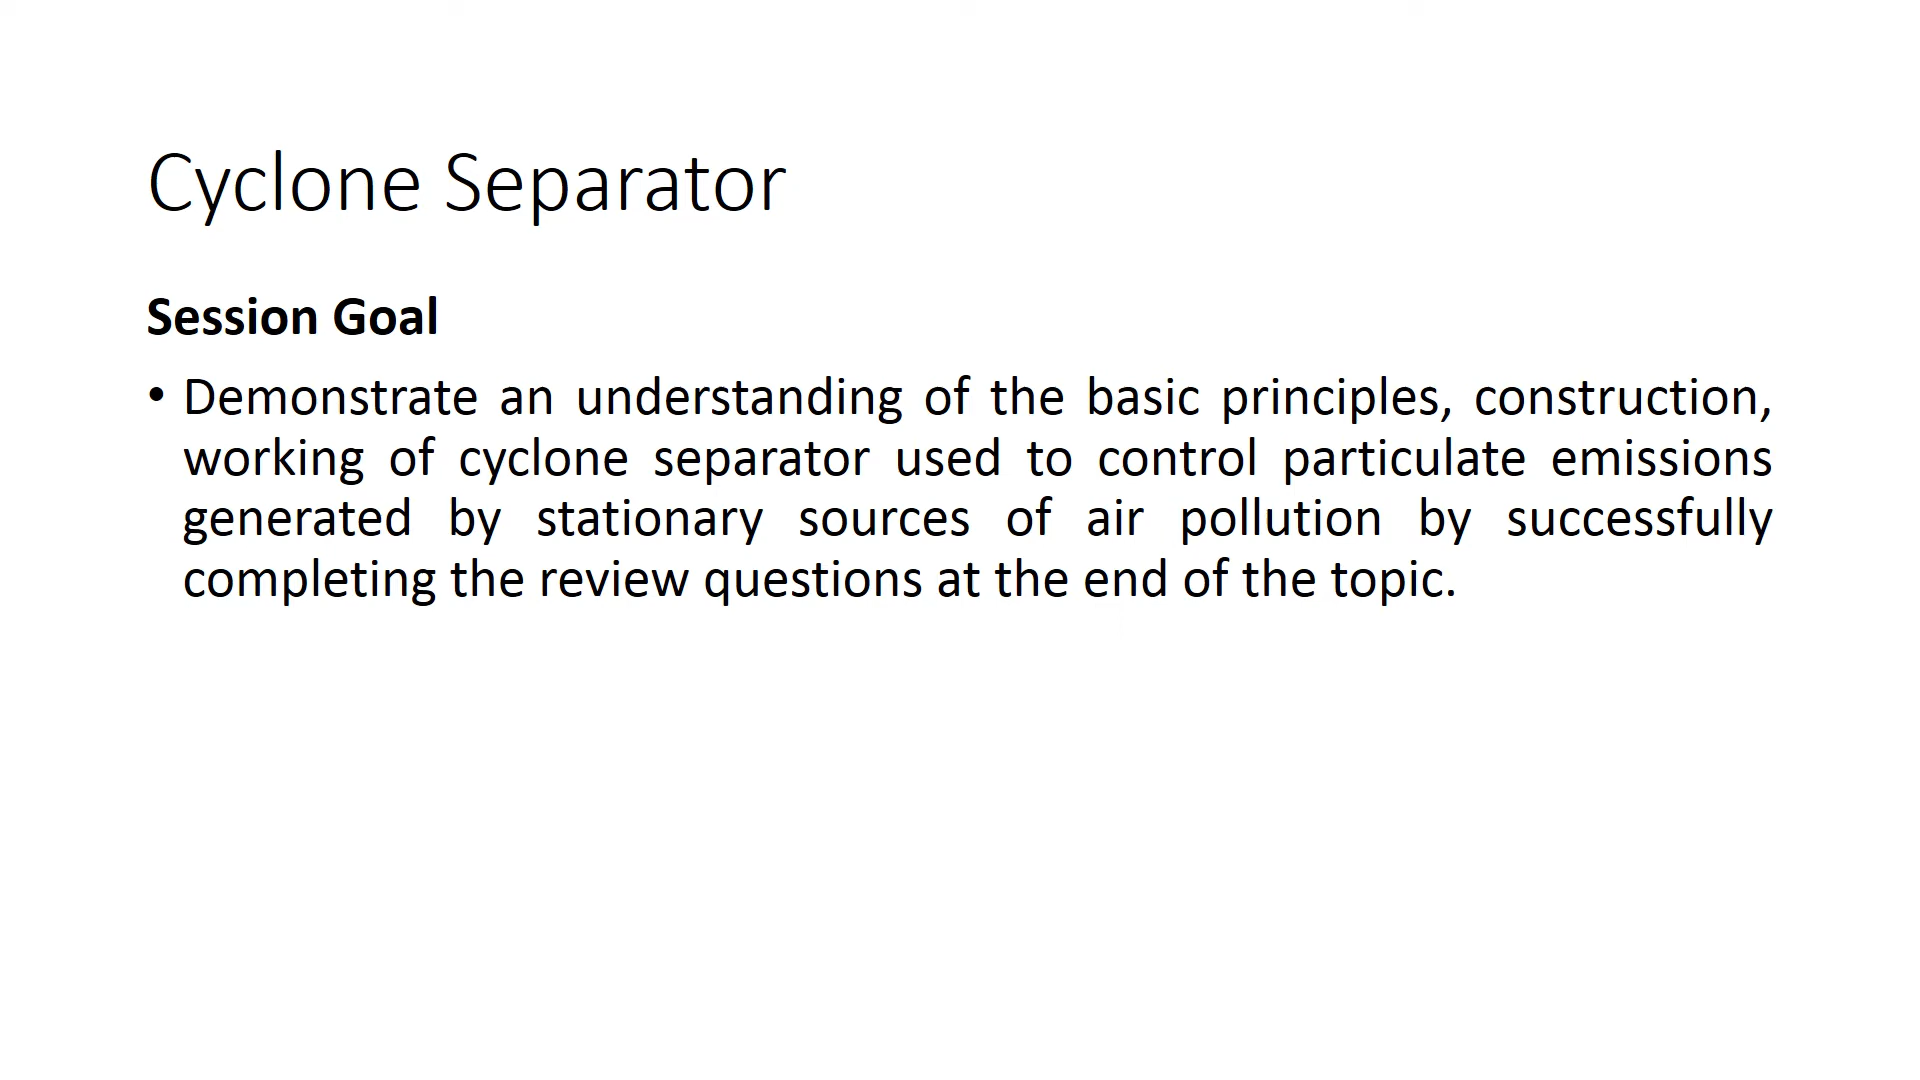 Cyclone Separator
Session Goal
• Demonstrate an understanding of the basic principles, construction,
working of cyclone separator used to control particulate emissions
generated by stationary sources of air pollution by successfully
completing the review questions at the end of the topic.